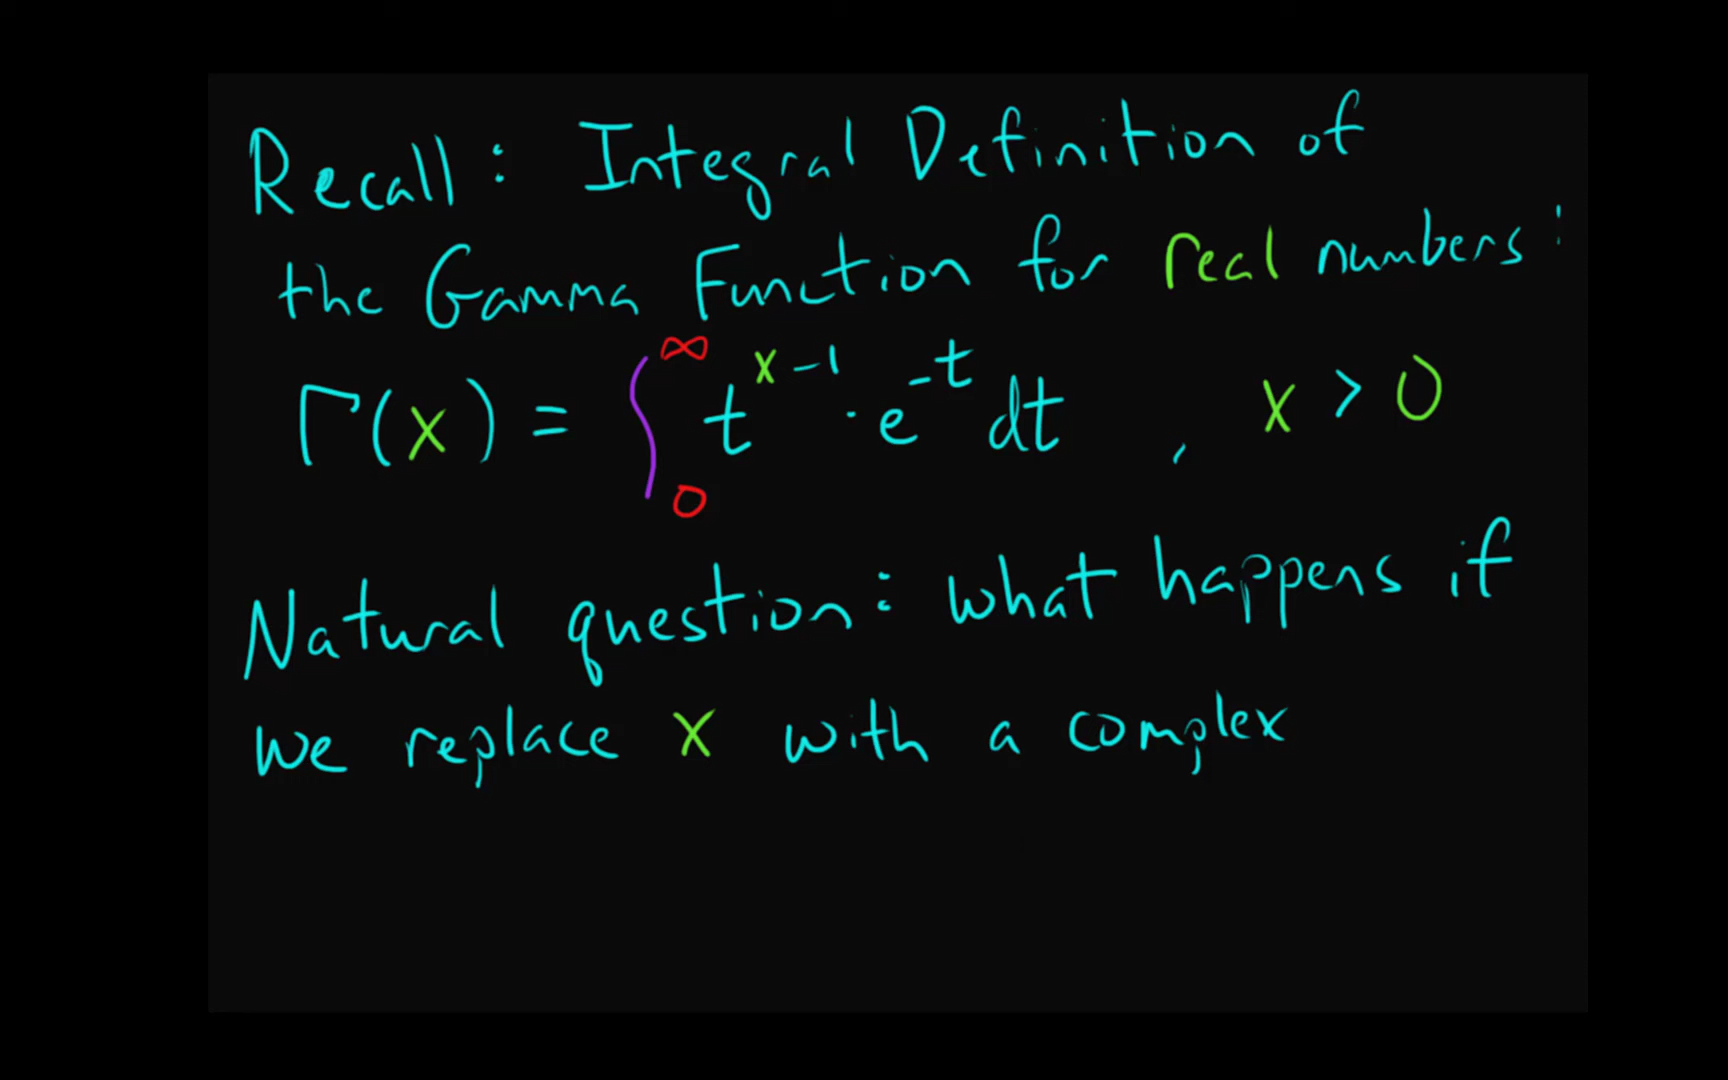 Recall: Integral Definition of
the Gamma Function for real numbers:
Γ(x) = ∫₀^∞ t^(x-1) · e^(-t) dt , x > 0
Natural question: what happens if
we replace x with a complex